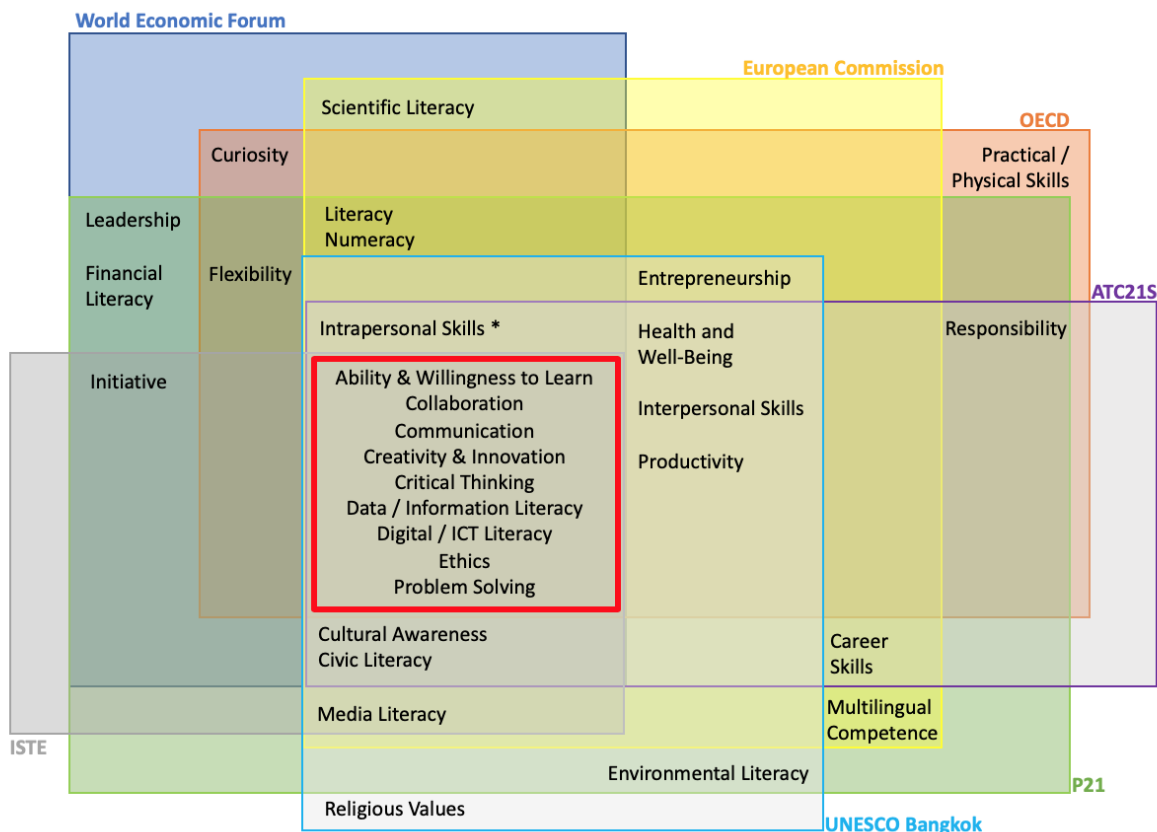 World Economic Forum
European Commission
Scientific Literacy
OECD
Curiosity
Practical /
Physical Skills
Leadership
Literacy
Numeracy
Financial
Literacy
Flexibility
Entrepreneurship
ATC21S
Intrapersonal Skills *
Health and
Well-Being
Responsibility
Initiative
Ability & Willingness to Learn
Collaboration
Communication
Creativity & Innovation
Critical Thinking
Data / Information Literacy
Digital / ICT Literacy
Ethics
Problem Solving
Interpersonal Skills
Productivity
Cultural Awareness
Civic Literacy
Career
Skills
Media Literacy
Multilingual
Competence
ISTE
Environmental Literacy
P21
Religious Values
UNESCO Bangkok